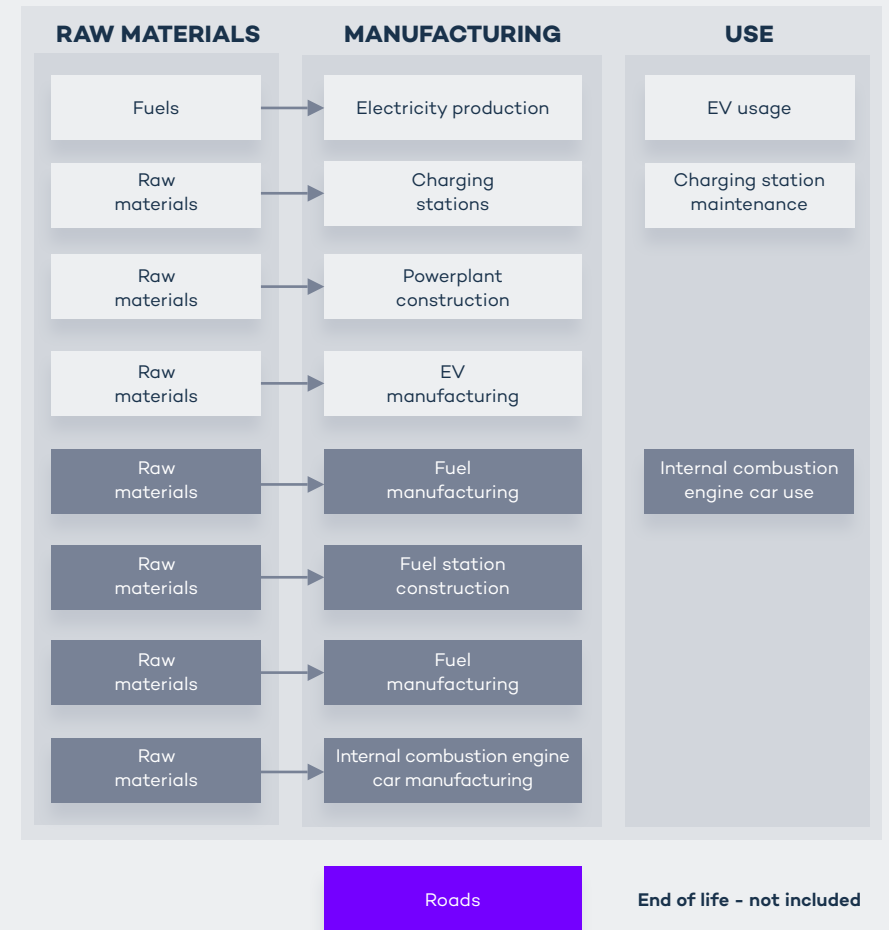 RAW MATERIALS
MANUFACTURING
USE
Fuels
Electricity production
EV usage
Raw
materials
Charging
stations
Charging station
maintenance
Raw
materials
Powerplant
construction
Raw
materials
EV
manufacturing
Raw
materials
Fuel
manufacturing
Internal combustion
engine car use
Raw
materials
Fuel station
construction
Raw
materials
Fuel
manufacturing
Raw
materials
Internal combustion engine
car manufacturing
Roads
End of life - not included